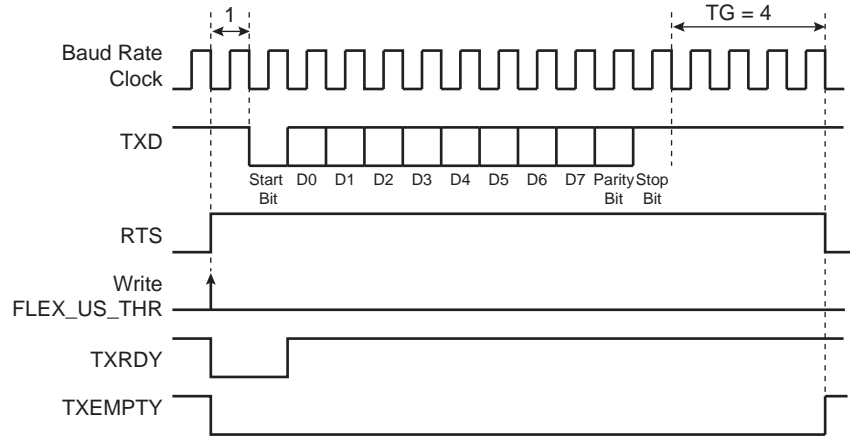 1
TG = 4
Baud Rate
Clock
TXD
Start
Bit
D0
D1
D2
D3
D4
D5
D6
D7
Parity
Bit
Stop
Bit
RTS
Write
FLEX_US_THR
TXRDY
TXEMPTY